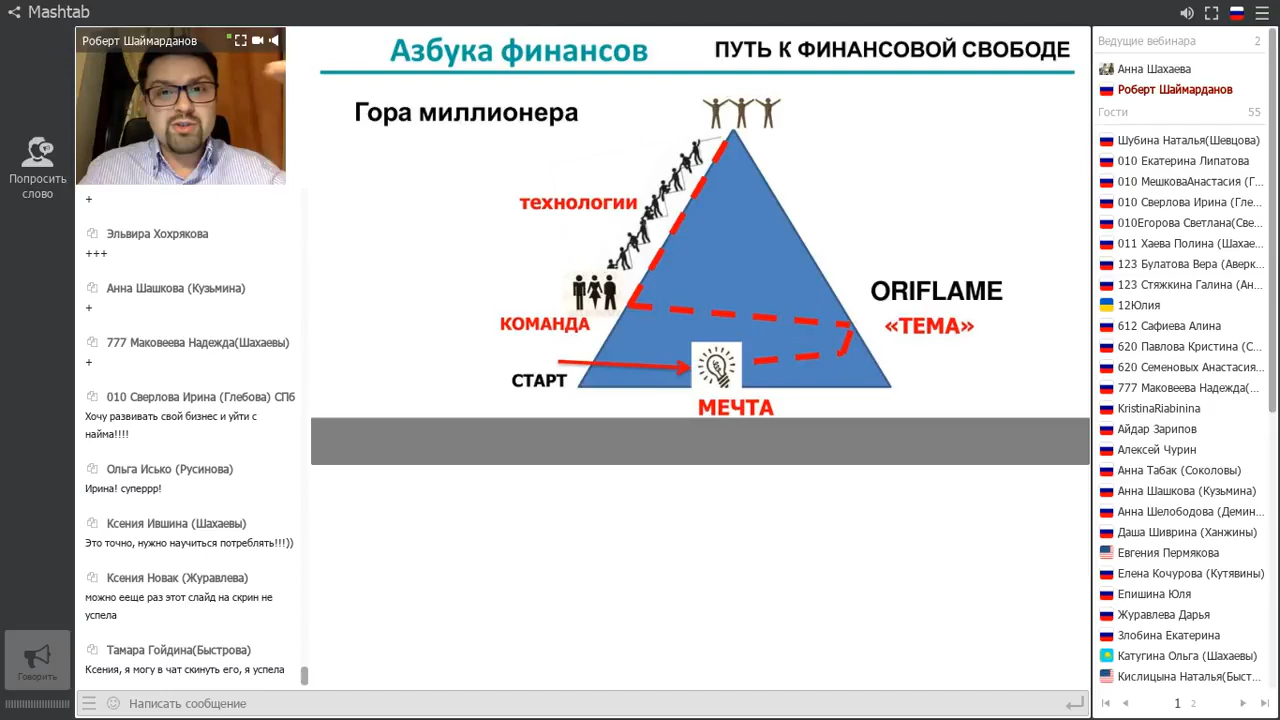 Mashtab
Попросить
слово
Говорить
Роберт Шаймарданов
+
Эльвира Хохрякова
+++
Анна Шашкова (Кузьмина)
+
777 Маковеева Надежда(Шахаевы)
+
010 Сверлова Ирина (Глебова) СПб
Хочу развивать свой бизнес и уйти с
найма!!!!
Ольга Исько (Русинова)
Ирина! суперрр!
Ксения Ившина (Шахаевы)
Это точно, нужно научиться потреблять!!!))
Ксения Новак (Журавлева)
можно ееще раз этот слайд на скрин не
успела
Тамара Гойдина(Быстрова)
Ксения, я могу в чат скинуть его, я успела
Написать сообщение
Азбука финансов
ПУТЬ К ФИНАНСОВОЙ СВОБОДЕ
Гора миллионера
технологии
КОМАНДА
СТАРТ
МЕЧТА
ORIFLAME
«ТЕМА»
Ведущие вебинара 2
Анна Шахаева
Роберт Шаймарданов
Гости 55
Шубина Наталья(Шевцова)
010 Екатерина Липатова
010 МешковаАнастасия (Г...
010 Сверлова Ирина (Гле...
010Егорова Светлана(Све...
011 Хаева Полина (Шахае...
123 Булатова Вера (Аверк...
123 Стяжкина Галина (Ан...
12Юлия
612 Сафиева Алина
620 Павлова Кристина (С...
620 Семеновых Анастасия...
777 Маковеева Надежда(...
KristinaRiabinina
Айдар Зарипов
Алексей Чурин
Анна Табак (Соколовы)
Анна Шашкова (Кузьмина)
Анна Шелободова (Демин...
Даша Шиврина (Ханжины)
Евгения Пермякова
Елена Кочурова (Кутявины)
Епишина Юля
Журавлева Дарья
Злобина Екатерина
Катугина Ольга (Шахаевы)
Кислицына Наталья(Быст...
1 2